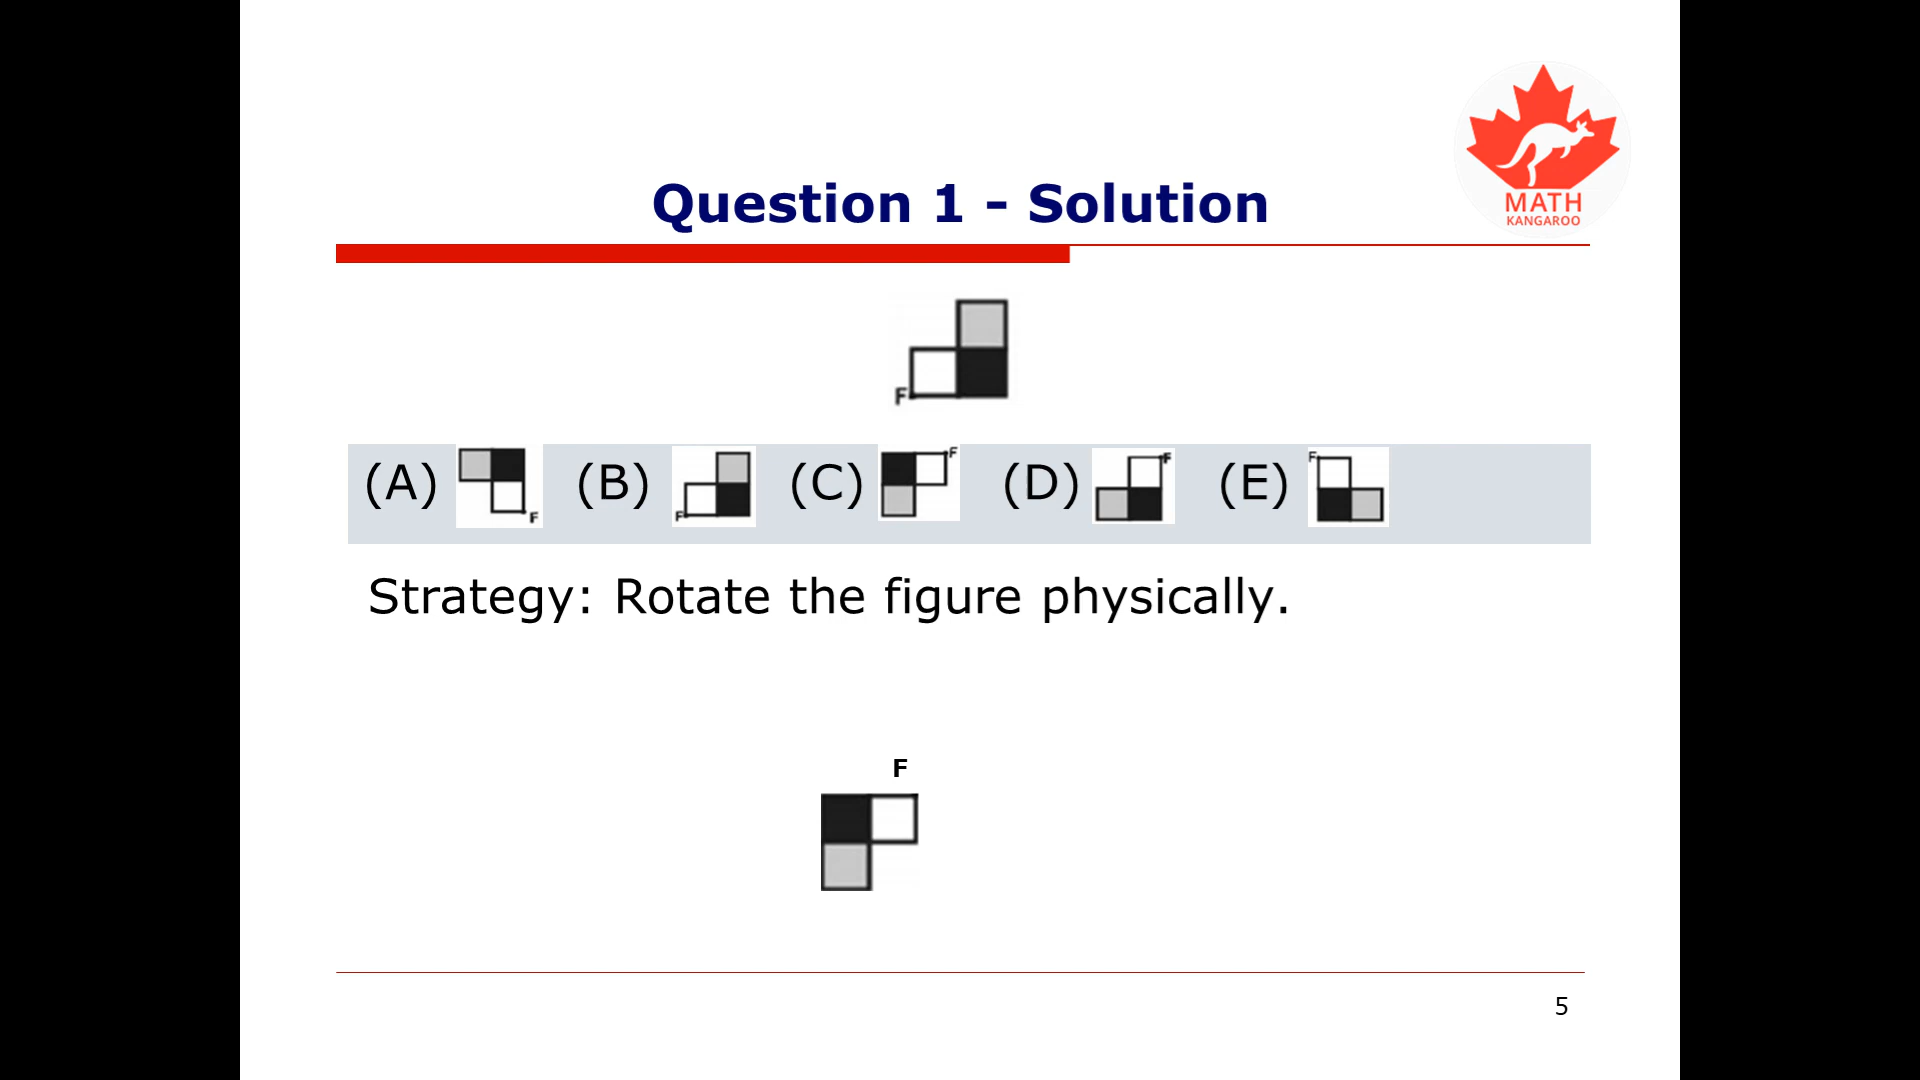 MATH
KANGAROO
Question 1 - Solution
F
(A) F (B) F (C) F (D) F (E) F
Strategy: Rotate the figure physically.
F
5